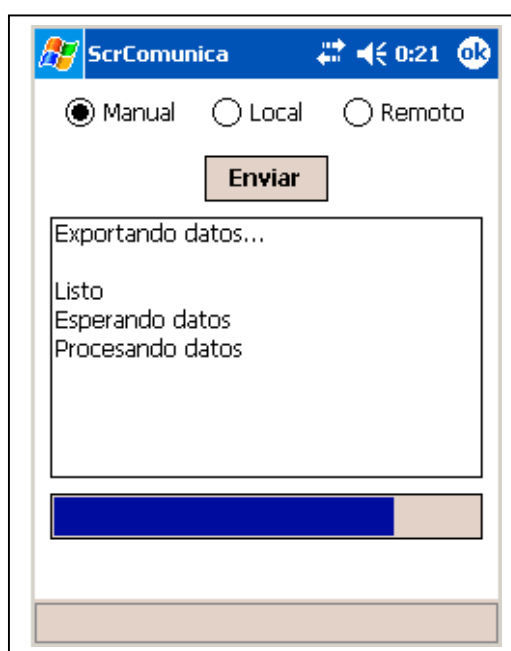 ScrComunica 0:21 ok
Manual Local Remoto
Enviar
Exportando datos...
Listo
Esperando datos
Procesando datos